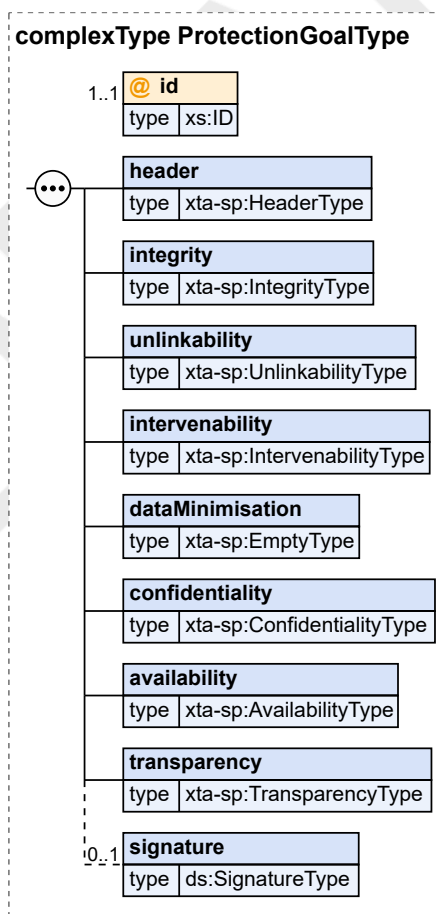 complexType ProtectionGoalType
1..1 @ id
type xs:ID
header
type xta-sp:HeaderType
integrity
type xta-sp:IntegrityType
unlinkability
type xta-sp:UnlinkabilityType
intervenability
type xta-sp:IntervenabilityType
dataMinimisation
type xta-sp:EmptyType
confidentiality
type xta-sp:ConfidentialityType
availability
type xta-sp:AvailabilityType
transparency
type xta-sp:TransparencyType
0..1 signature
type ds:SignatureType